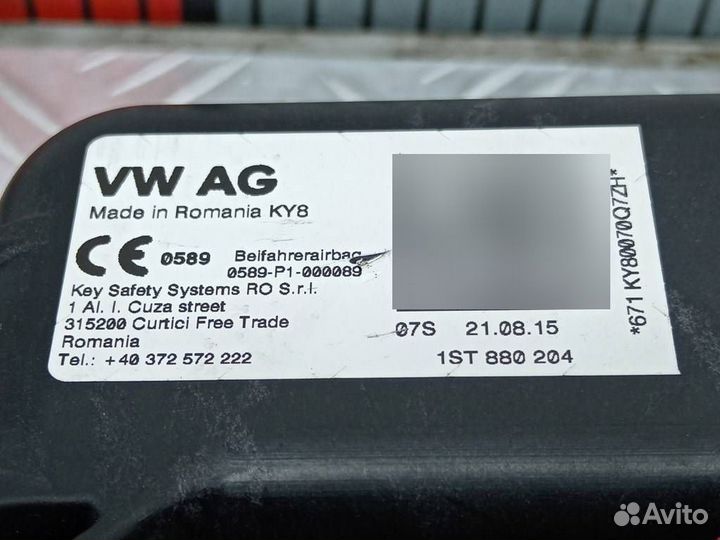 VW AG
Made in Romania KY8
CE 0589 Beifahrerairbag
0589-P1-000089
Key Safety Systems RO S.r.l.
1 Al. I. Cuza street
315200 Curtici Free Trade
Romania
Tel.: +40 372 572 222
07S 21.08.15
1ST 880 204
*671 KY80070Q7ZH*
Avito